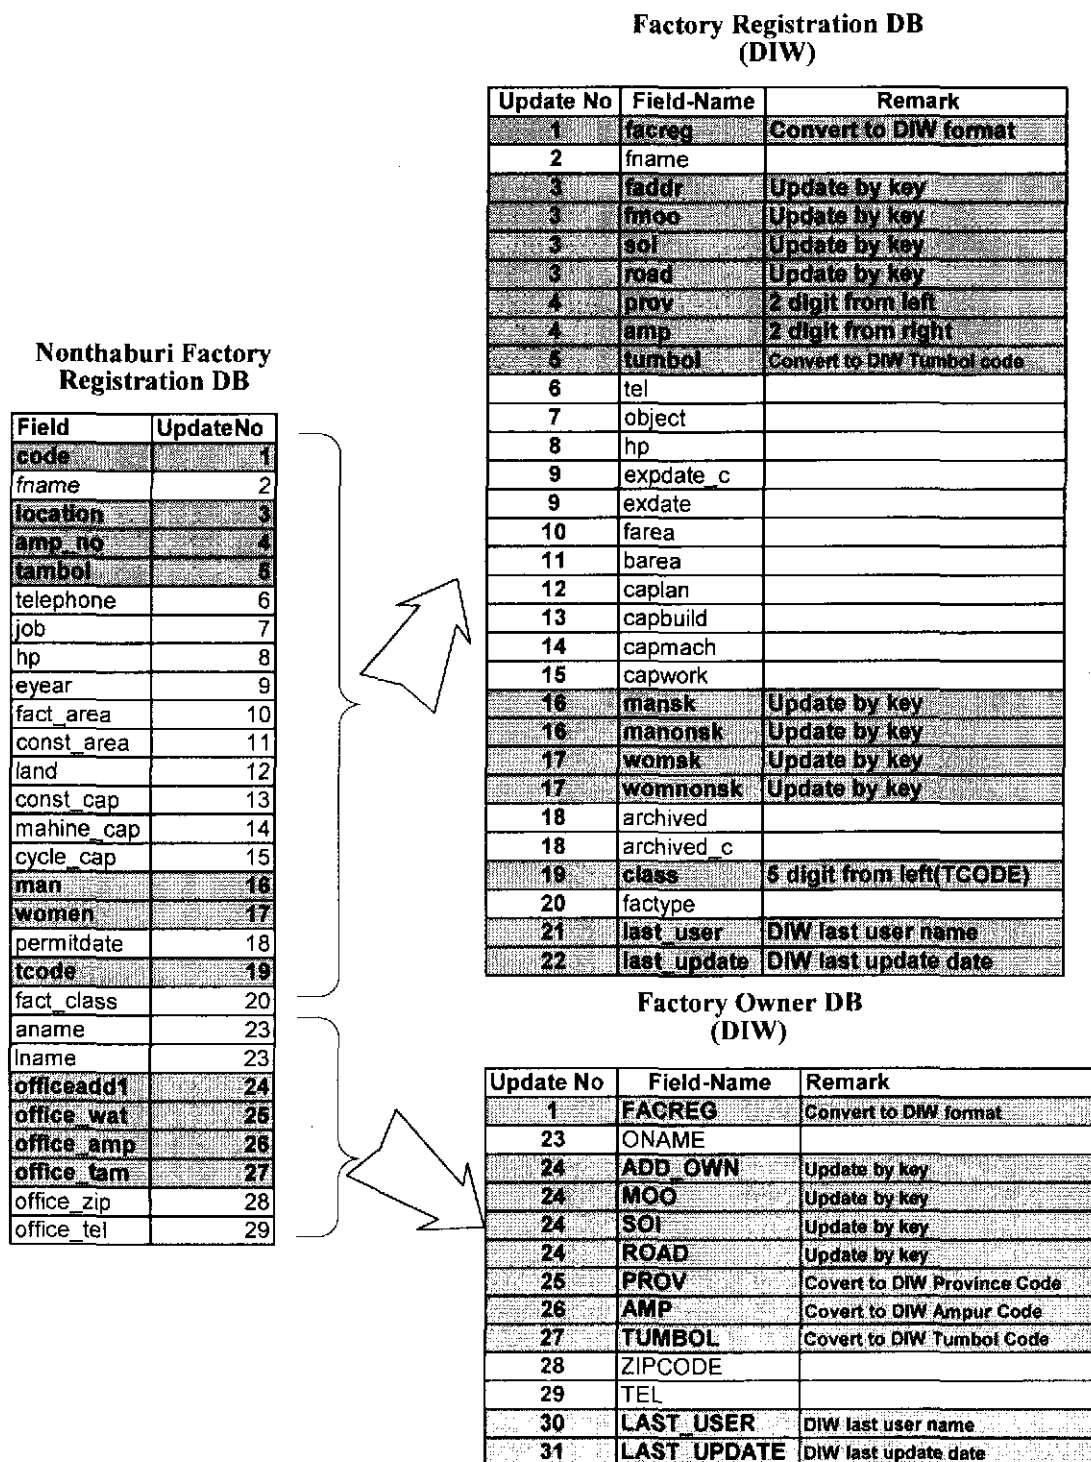 Factory Registration DB
(DIW)
Update No Field-Name Remark
1 facreg Convert to DIW format
2 fname
3 faddr Update by key
3 fmoo Update by key
3 soi Update by key
3 road Update by key
4 prov 2 digit from left
4 amp 2 digit from right
5 tumbol Convert to DIW Tumbol code
6 tel
7 object
8 hp
9 expdate_c
9 exdate
10 farea
11 barea
12 caplan
13 capbuild
14 capmach
15 capwork
16 mansk Update by key
16 manonsk Update by key
17 womsk Update by key
17 womnonsk Update by key
18 archived
18 archived_c
19 class 5 digit from left(TCODE)
20 factype
21 last_user DIW last user name
22 last_update DIW last update date
Nonthaburi Factory
Registration DB
Field UpdateNo
code 1
fname 2
location 3
amp_no 4
tambol 5
telephone 6
job 7
hp 8
eyear 9
fact_area 10
const_area 11
land 12
const_cap 13
mahine_cap 14
cycle_cap 15
man 16
women 17
permitdate 18
tcode 19
fact_class 20
aname 23
lname 23
officeadd1 24
office_wat 25
office_amp 26
office_tam 27
office_zip 28
office_tel 29
Factory Owner DB
(DIW)
Update No Field-Name Remark
1 FACREG Convert to DIW format
23 ONAME
24 ADD_OWN Update by key
24 MOO Update by key
24 SOI Update by key
24 ROAD Update by key
25 PROV Covert to DIW Province Code
26 AMP Covert to DIW Ampur Code
27 TUMBOL Covert to DIW Tumbol Code
28 ZIPCODE
29 TEL
30 LAST_USER DIW last user name
31 LAST_UPDATE DIW last update date